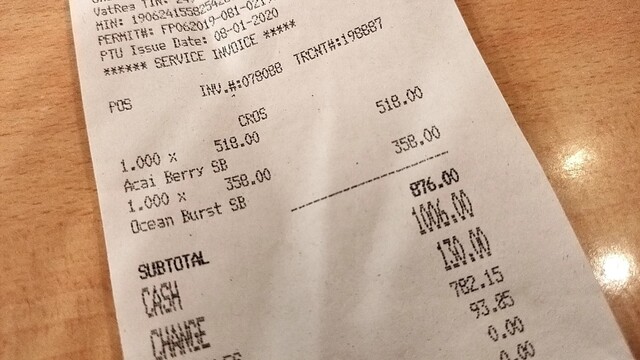 MIN: 19062415582542
PERMIT#: FP062019-081-021
PTU Issue Date: 08-01-2020
****** SERVICE INVOICE *****
POS INV.#:078088 TRCNT#:198887
CROS
1.000 x 518.00 518.00
Acai Berry SB
1.000 x 358.00 358.00
Ocean Burst SB
SUBTOTAL 876.00
CASH 1006.00
CHANGE 130.00
782.15
93.85
0.00
0.00